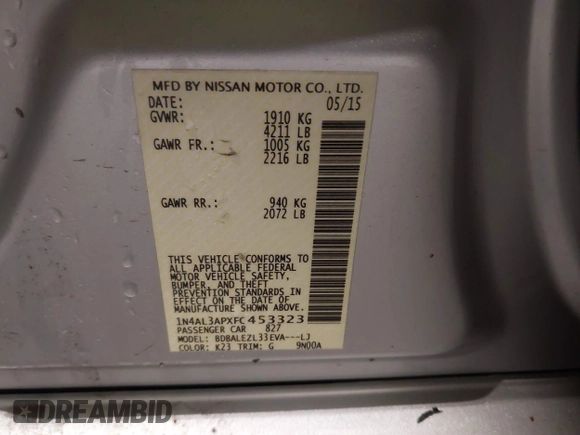 MFD BY NISSAN MOTOR CO., LTD.
DATE: 05/15
GVWR: 1910 KG
4211 LB
GAWR FR.: 1005 KG
2216 LB
GAWR RR.: 940 KG
2072 LB
THIS VEHICLE CONFORMS TO
ALL APPLICABLE FEDERAL
MOTOR VEHICLE SAFETY,
BUMPER, AND THEFT
PREVENTION STANDARDS
IN EFFECT ON THE DATE OF
MANUFACTURE SHOWN ABOVE.
1N4AL3APXFC453323
PASSENGER CAR 827
MODEL: BDBALEZL33EVA---LJ
COLOR: K23 TRIM: G 9N00A
DREAMBID